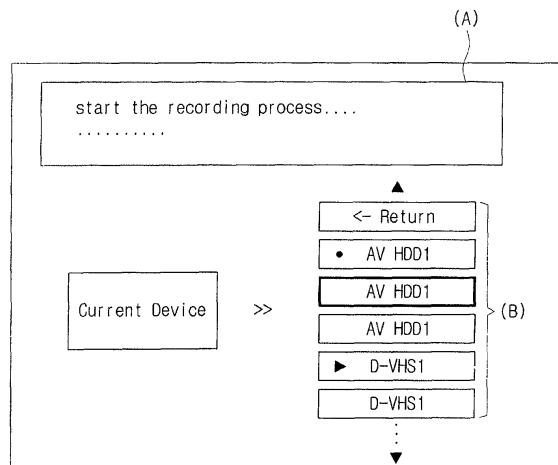 (A)
start the recording process....
..........
▲
<- Return
• AV HDD1
AV HDD1
Current Device >> AV HDD1
(B)
▶ D-VHS1
D-VHS1
▼